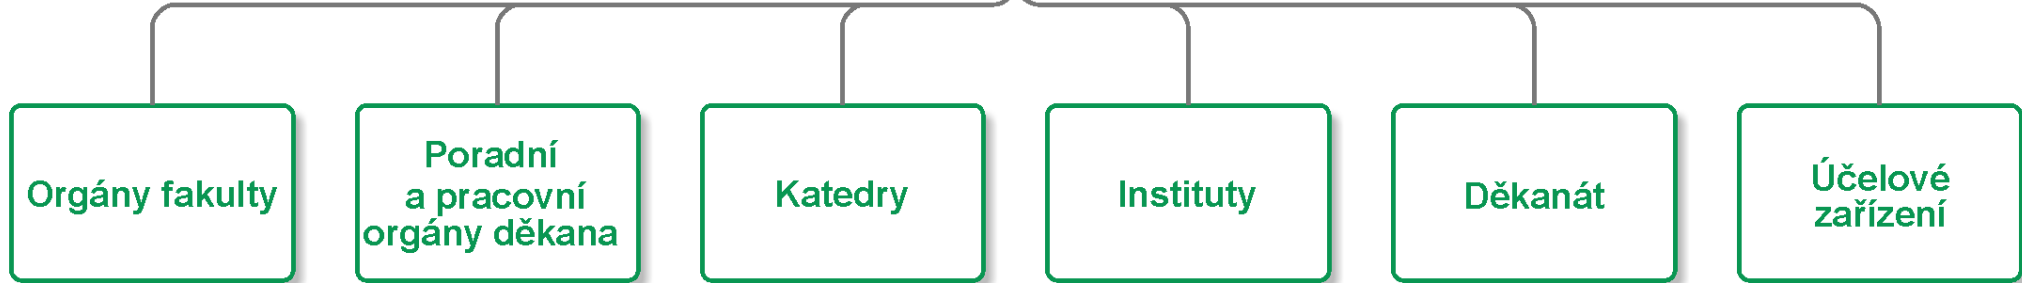 Orgány fakulty
Poradní
a pracovní
orgány děkana
Katedry
Instituty
Děkanát
Účelové
zařízení